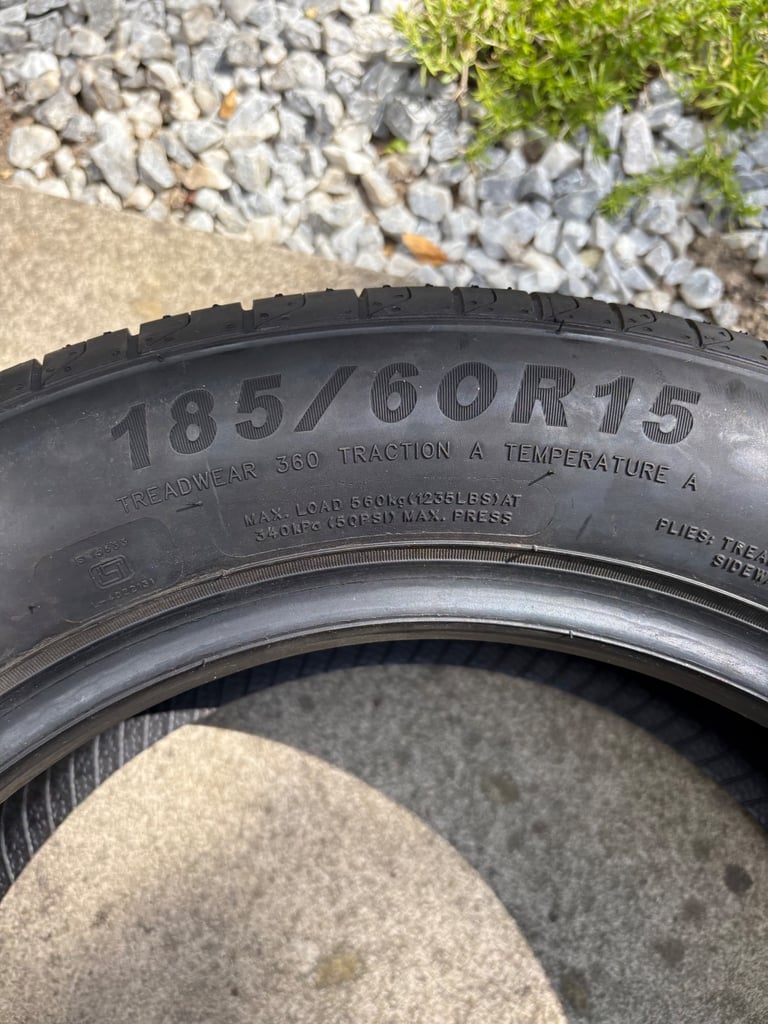 185/60R15
TREADWEAR 360 TRACTION A TEMPERATURE A
MAX. LOAD 560kg(1235LBS)AT
340kPa (50PSI) MAX. PRESS
PLIES: TREA
SIDEW